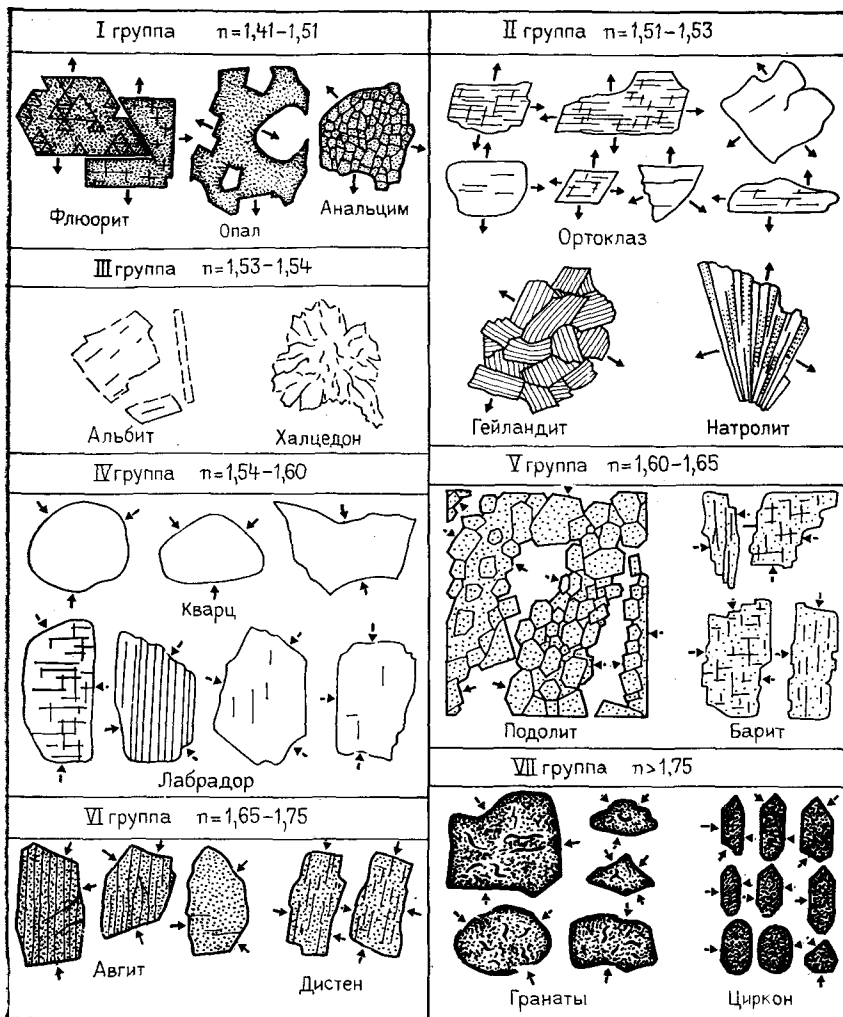 I группа n=1,41-1,51
Флюорит
Опал
Анальцим
II группа n=1,51-1,53
Ортоклаз
Гейландит
Натролит
III группа n=1,53-1,54
Альбит
Халцедон
IV группа n=1,54-1,60
Кварц
Лабрадор
V группа n=1,60-1,65
Подолит
Барит
VI группа n=1,65-1,75
Авгит
Дистен
VII группа n>1,75
Гранаты
Циркон